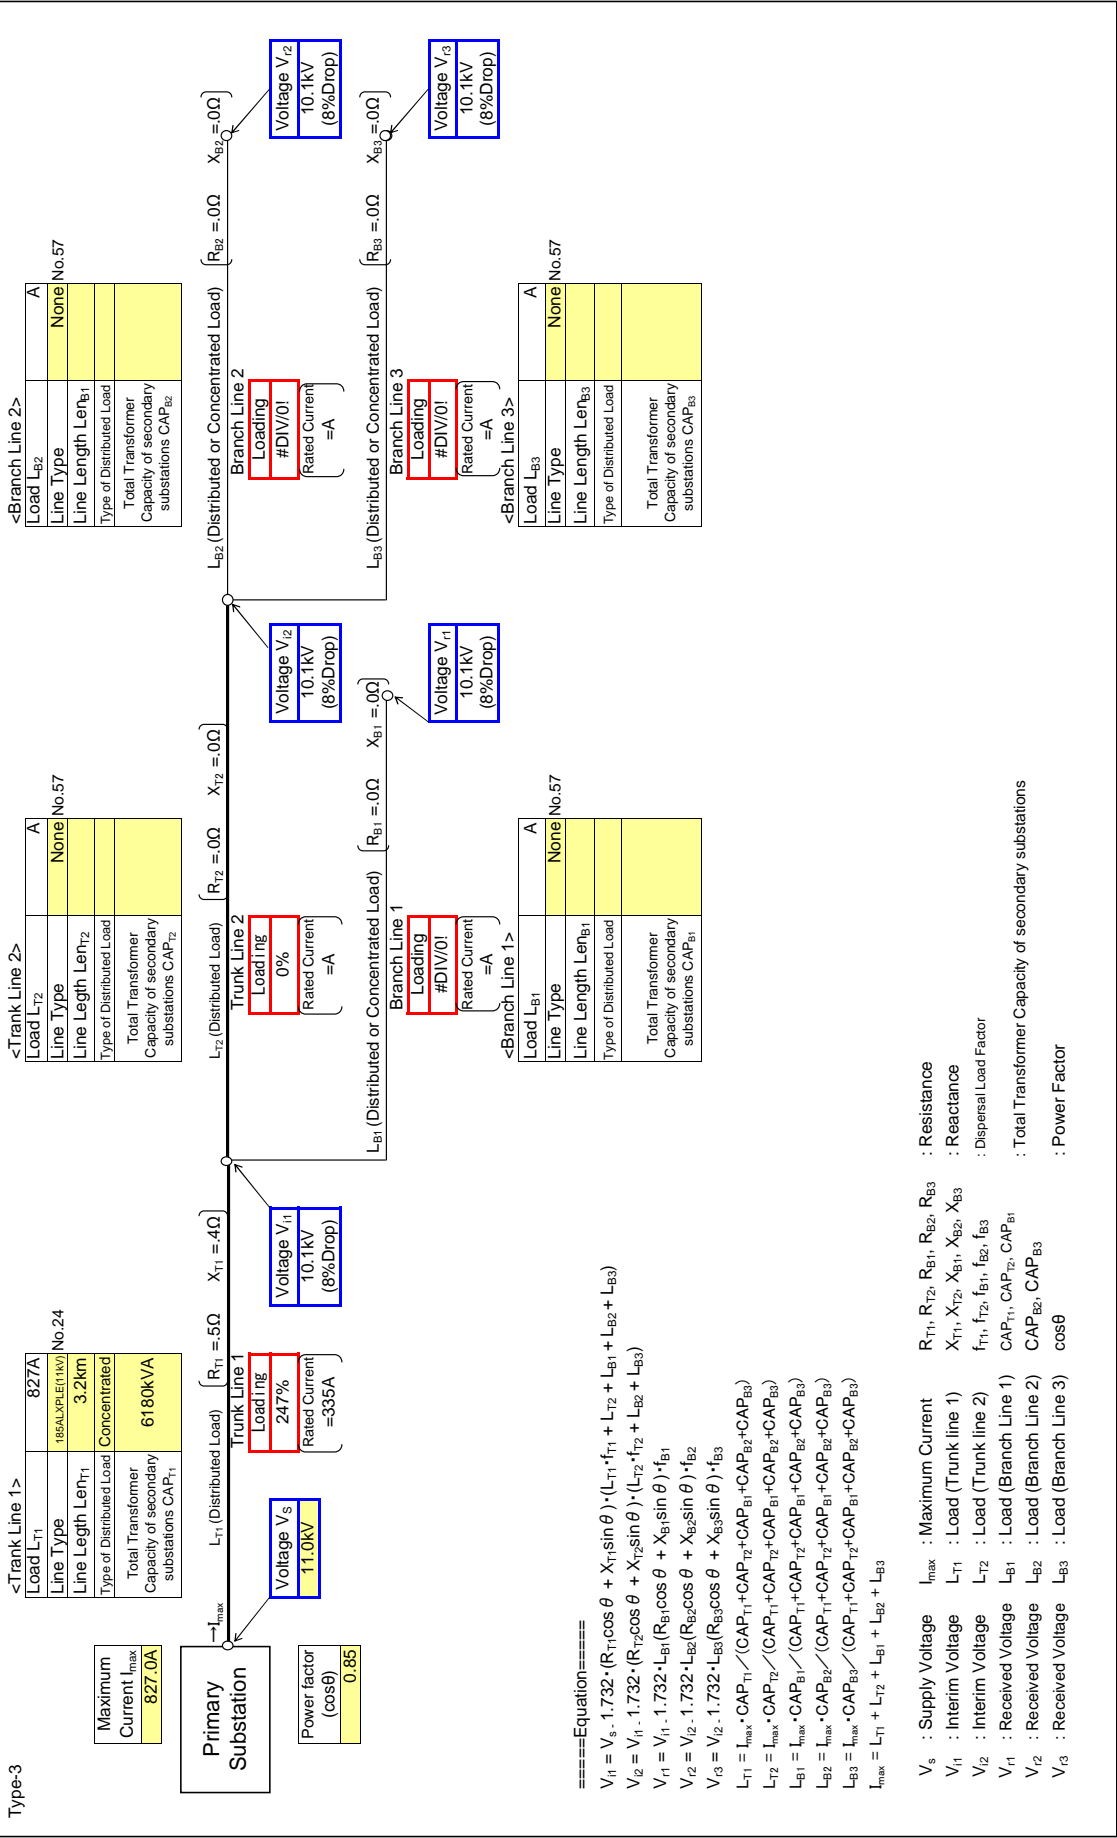 Type-3
Maximum
Current Imax
827.0A
Primary
Substation
→Imax
Power factor
(cosθ)
0.85
Voltage VS
11.0kV
<Trank Line 1>
Load LT1 827A
Line Type 185ALXPLE(11kV) No.24
Line Length LenT1 3.2km
Type of Distributed Load Concentrated
Total Transformer
Capacity of secondary
substations CAPT1
6180kVA
LT1 (Distributed Load)
RT1 =.5Ω XT1 =.4Ω
Trunk Line 1
Loading
247%
Rated Current
=335A
Voltage Vi1
10.1kV
(8%Drop)
<Trank Line 2>
Load LT2 A
Line Type None No.57
Line Legth LenT2
Type of Distributed Load
Total Transformer
Capacity of secondary
substations CAPT2
LT2 (Distributed Load)
RT2 =.0Ω XT2 =.0Ω
Trunk Line 2
Loading
0%
Rated Current
=A
Voltage Vi2
10.1kV
(8%Drop)
LB1 (Distributed or Concentrated Load)
RB1 =.0Ω XB1 =.0Ω
Branch Line 1
Loading
#DIV/0!
Rated Current
=A
Voltage Vr1
10.1kV
(8%Drop)
<Branch Line 1>
Load LB1 A
Line Type None No.57
Line Length LenB1
Type of Distributed Load
Total Transformer
Capacity of secondary
substations CAPB1
<Branch Line 2>
Load LB2 A
Line Type None No.57
Line Length LenB1
Type of Distributed Load
Total Transformer
Capacity of secondary
substations CAPB2
LB2 (Distributed or Concentrated Load)
RB2 =.0Ω XB2 =.0Ω
Branch Line 2
Loading
#DIV/0!
Rated Current
=A
Voltage Vr2
10.1kV
(8%Drop)
LB3 (Distributed or Concentrated Load)
RB3 =.0Ω XB3 =.0Ω
Branch Line 3
Loading
#DIV/0!
Rated Current
=A
Voltage Vr3
10.1kV
(8%Drop)
<Branch Line 3>
Load LB3 A
Line Type None No.57
Line Length LenB3
Type of Distributed Load
Total Transformer
Capacity of secondary
substations CAPB3
=====Equation=====
Vi1 = VS - 1.732・(RT1cosθ + XT1sinθ)・(LT1・fT1 + LT2 + LB1 + LB2 + LB3)
Vi2 = Vi1 - 1.732・(RT2cosθ + XT2sinθ)・(LT2・fT2 + LB2 + LB3)
Vr1 = Vi1 - 1.732・LB1(RB1cosθ + XB1sinθ)・fB1
Vr2 = Vi2 - 1.732・LB2(RB2cosθ + XB2sinθ)・fB2
Vr3 = Vi2 - 1.732・LB3(RB3cosθ + XB3sinθ)・fB3
LT1 = Imax・CAPT1／(CAPT1+CAPT2+CAPB1+CAPB2+CAPB3)
LT2 = Imax・CAPT2／(CAPT1+CAPT2+CAPB1+CAPB2+CAPB3)
LB1 = Imax・CAPB1／(CAPT1+CAPT2+CAPB1+CAPB2+CAPB3)
LB2 = Imax・CAPB2／(CAPT1+CAPT2+CAPB1+CAPB2+CAPB3)
LB3 = Imax・CAPB3／(CAPT1+CAPT2+CAPB1+CAPB2+CAPB3)
Imax = LT1 + LT2 + LB1 + LB2 + LB3
Vs : Supply Voltage Imax : Maximum Current RT1, RT2, RB1, RB2, RB3 : Resistance
Vi1 : Interim Voltage LT1 : Load (Trunk line 1) XT1, XT2, XB1, XB2, XB3 : Reactance
Vi2 : Interim Voltage LT2 : Load (Trunk line 2) fT1, fT2, fB1, fB2, fB3 : Dispersal Load Factor
Vr1 : Received Voltage LB1 : Load (Branch Line 1) CAPT1, CAPT2, CAPB1 : Total Transformer Capacity of secondary substations
Vr2 : Received Voltage LB2 : Load (Branch Line 2) CAPB2, CAPB3
Vr3 : Received Voltage LB3 : Load (Branch Line 3) cosθ : Power Factor